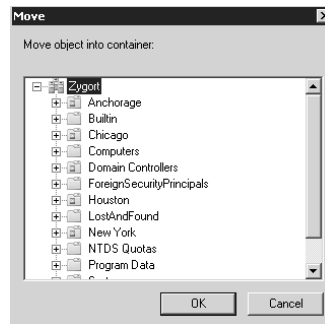 Move
Move object into container:
Zygort
Anchorage
Builtin
Chicago
Computers
Domain Controllers
ForeignSecurityPrincipals
Houston
LostAndFound
New York
NTDS Quotas
Program Data
OK Cancel